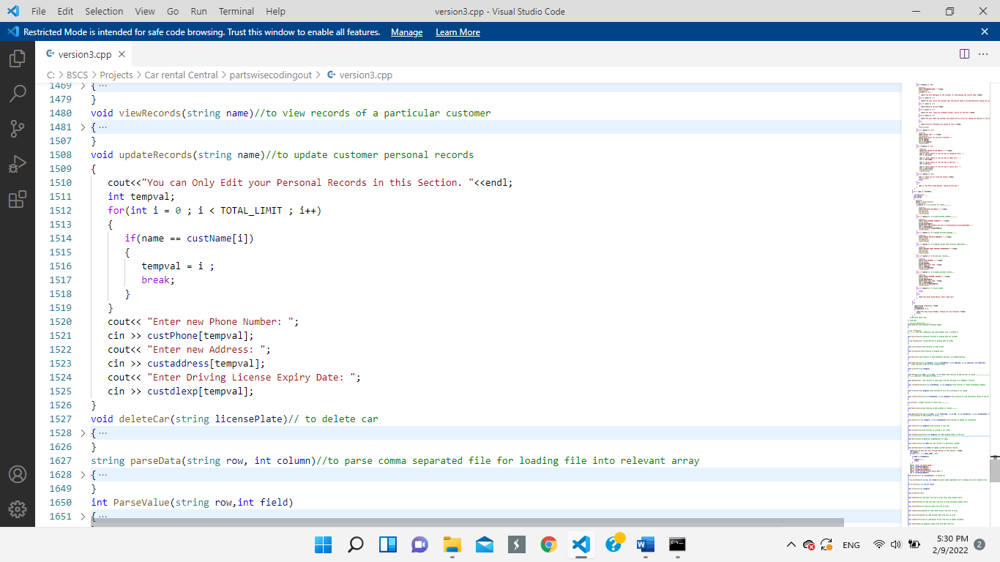 File Edit Selection View Go Run Terminal Help version3.cpp - Visual Studio Code
Restricted Mode is intended for safe code browsing. Trust this window to enable all features. Manage Learn More
version3.cpp
C: > BSCS > Projects > Car rental Central > partswisecodingout > version3.cpp
1469 > { ...
1479 }
1480 void viewRecords(string name)//to view records of a particular customer
1481 > { ...
1507 }
1508 void updateRecords(string name)//to update customer personal records
1509 {
1510 cout<<"You can Only Edit your Personal Records in this Section. "<<endl;
1511 int tempval;
1512 for(int i = 0 ; i < TOTAL_LIMIT ; i++)
1513 {
1514 if(name == custName[i])
1515 {
1516 tempval = i ;
1517 break;
1518 }
1519 }
1520 cout<< "Enter new Phone Number: ";
1521 cin >> custPhone[tempval];
1522 cout<< "Enter new Address: ";
1523 cin >> custaddress[tempval];
1524 cout<< "Enter Driving License Expiry Date: ";
1525 cin >> custdlexp[tempval];
1526 }
1527 void deleteCar(string licensePlate)// to delete car
1528 > { ...
1626 }
1627 string parseData(string row, int column)//to parse comma separated file for loading file into relevant array
1628 > { ...
1649 }
1650 int ParseValue(string row,int field)
1651 > { ...
ENG 5:30 PM
2/9/2022 2